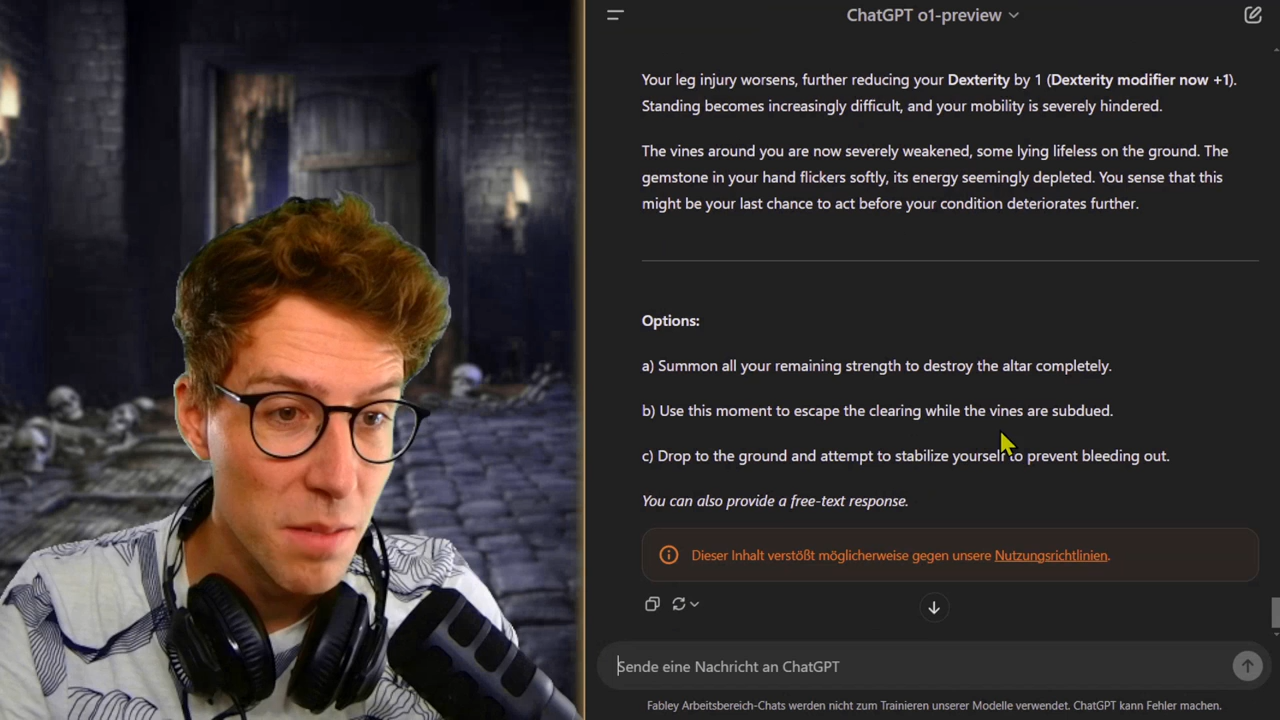 ChatGPT o1-preview
Your leg injury worsens, further reducing your Dexterity by 1 (Dexterity modifier now +1).
Standing becomes increasingly difficult, and your mobility is severely hindered.
The vines around you are now severely weakened, some lying lifeless on the ground. The
gemstone in your hand flickers softly, its energy seemingly depleted. You sense that this
might be your last chance to act before your condition deteriorates further.
Options:
a) Summon all your remaining strength to destroy the altar completely.
b) Use this moment to escape the clearing while the vines are subdued.
c) Drop to the ground and attempt to stabilize yourself to prevent bleeding out.
You can also provide a free-text response.
Dieser Inhalt verstößt möglicherweise gegen unsere Nutzungsrichtlinien.
Sende eine Nachricht an ChatGPT
Fabley Arbeitsbereich-Chats werden nicht zum Trainieren unserer Modelle verwendet. ChatGPT kann Fehler machen.